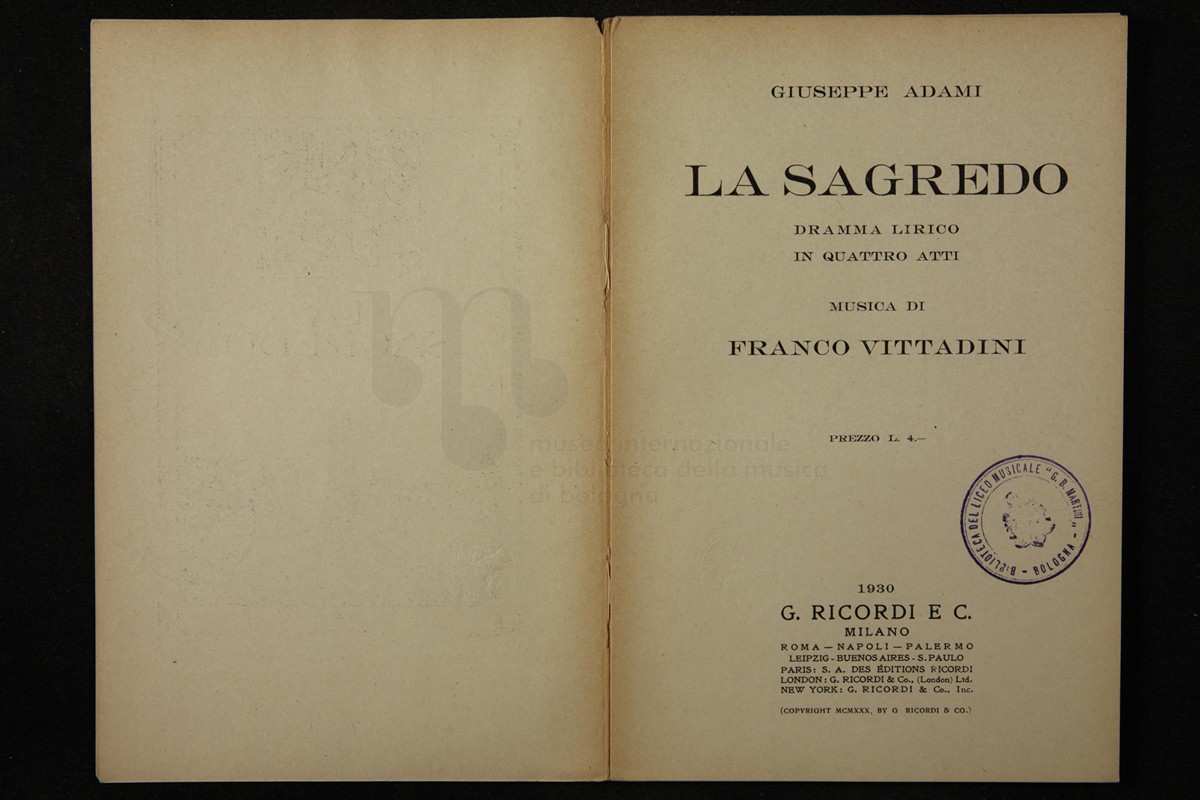 GIUSEPPE ADAMI
LA SAGREDO
DRAMMA LIRICO
IN QUATTRO ATTI
MUSICA DI
FRANCO VITTADINI
PREZZO L. 4.—
museo internazionale
e biblioteca della musica
di bologna
BIBLIOTECA DEL LICEO MUSICALE "G. B. MARTINI" - BOLOGNA -
1930
G. RICORDI E C.
MILANO
ROMA — NAPOLI — PALERMO
LEIPZIG - BUENOS AIRES - S. PAULO
PARIS: S. A. DES ÉDITIONS RICORDI
LONDON: G. RICORDI & Co., (London) Ltd.
NEW YORK: G. RICORDI & Co., Inc.
(COPYRIGHT MCMXXX, BY G RICORDI & CO.)